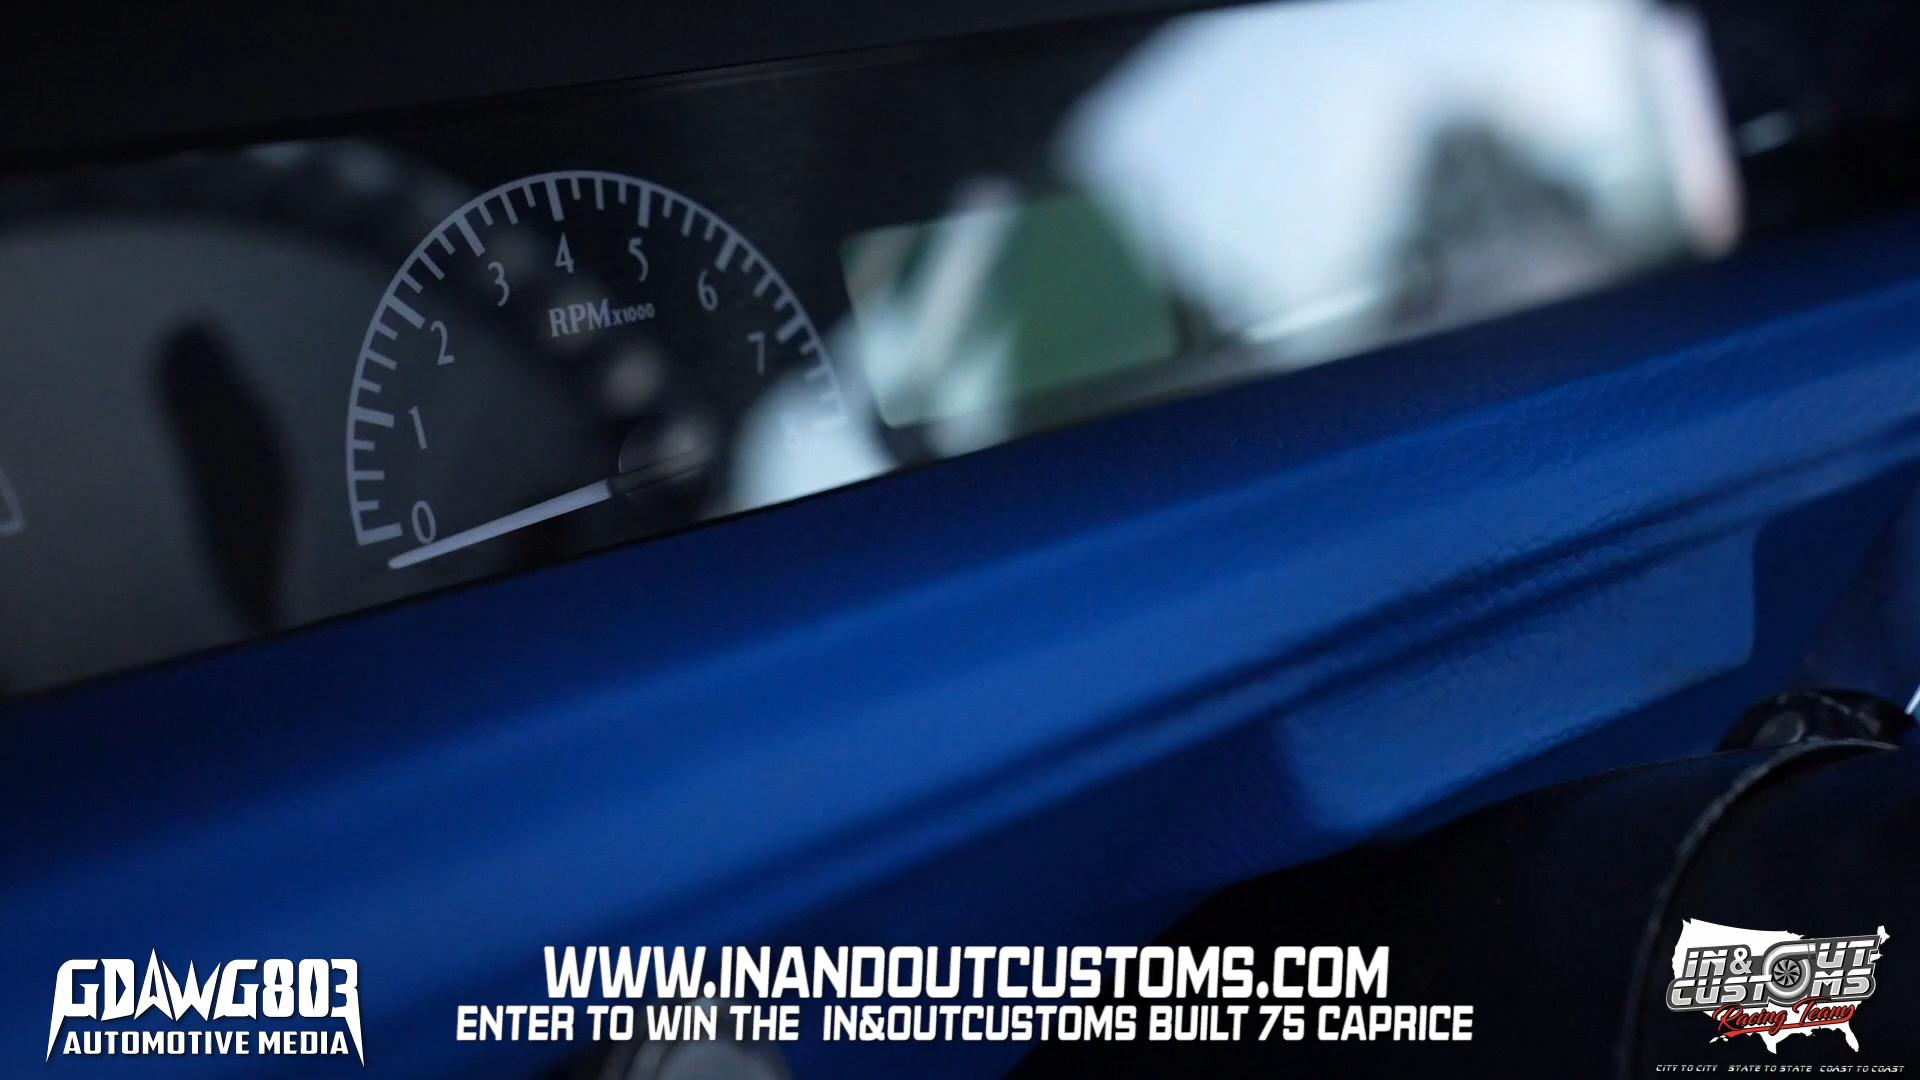 0
1
2
3
4
5
6
7
RPMx1000
GDAWG803
AUTOMOTIVE MEDIA
WWW.INANDOUTCUSTOMS.COM
ENTER TO WIN THE IN&OUTCUSTOMS BUILT 75 CAPRICE
IN&OUT
CUSTOMS
Racing Team
CITY TO CITY STATE TO STATE COAST TO COAST